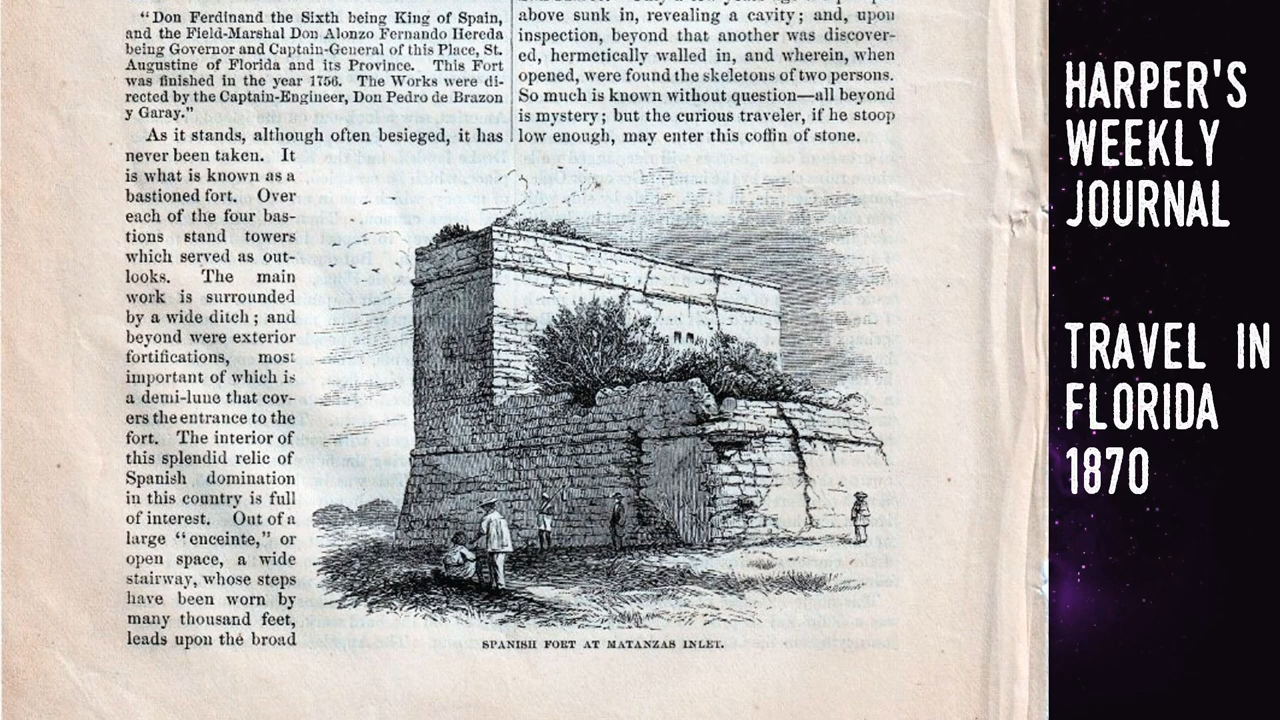 "Don Ferdinand the Sixth being King of Spain,
and the Field-Marshal Don Alonzo Fernando Hereda
being Governor and Captain-General of this Place, St.
Augustine of Florida and its Province. This Fort
was finished in the year 1756. The Works were di-
rected by the Captain-Engineer, Don Pedro de Brazon
y Garay."
As it stands, although often besieged, it has
never been taken. It
is what is known as a
bastioned fort. Over
each of the four bas-
tions stand towers
which served as out-
looks. The main
work is surrounded
by a wide ditch; and
beyond were exterior
fortifications, most
important of which is
a demi-lune that cov-
ers the entrance to the
fort. The interior of
this splendid relic of
Spanish domination
in this country is full
of interest. Out of a
large "enceinte," or
open space, a wide
stairway, whose steps
have been worn by
many thousand feet,
leads upon the broad
above sunk in, revealing a cavity; and, upon
inspection, beyond that another was discover-
ed, hermetically walled in, and wherein, when
opened, were found the skeletons of two persons.
So much is known without question—all beyond
is mystery; but the curious traveler, if he stoop
low enough, may enter this coffin of stone.
SPANISH FORT AT MATANZAS INLET.
HARPER'S
WEEKLY
JOURNAL
TRAVEL IN
FLORIDA
1870